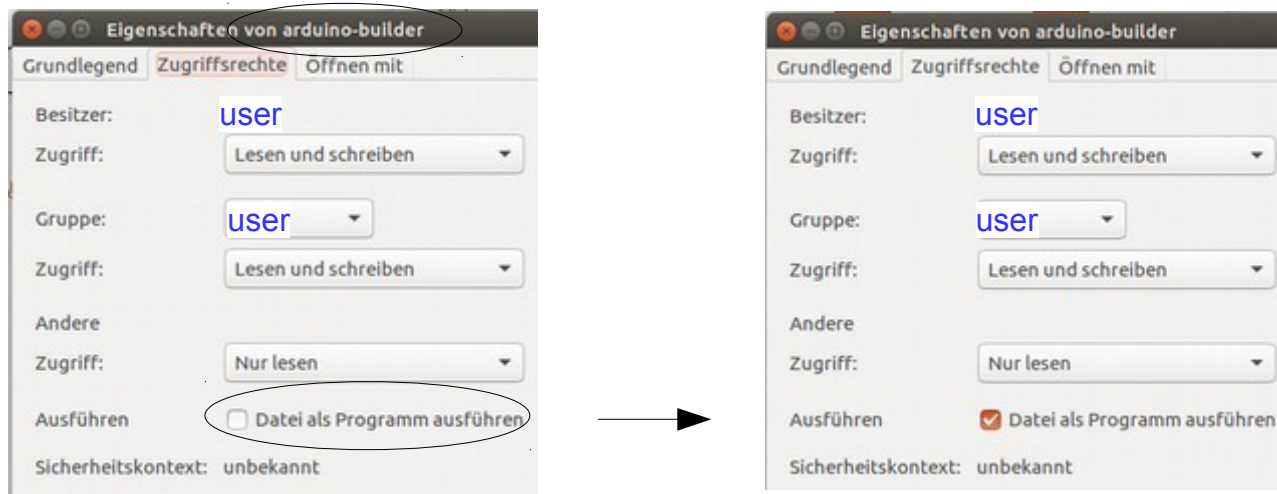 Eigenschaften von arduino-builder
Grundlegend Zugriffsrechte Öffnen mit
Besitzer: user
Zugriff: Lesen und schreiben
Gruppe: user
Zugriff: Lesen und schreiben
Andere
Zugriff: Nur lesen
Ausführen Datei als Programm ausführen
Sicherheitskontext: unbekannt
Eigenschaften von arduino-builder
Grundlegend Zugriffsrechte Öffnen mit
Besitzer: user
Zugriff: Lesen und schreiben
Gruppe: user
Zugriff: Lesen und schreiben
Andere
Zugriff: Nur lesen
Ausführen Datei als Programm ausführen
Sicherheitskontext: unbekannt